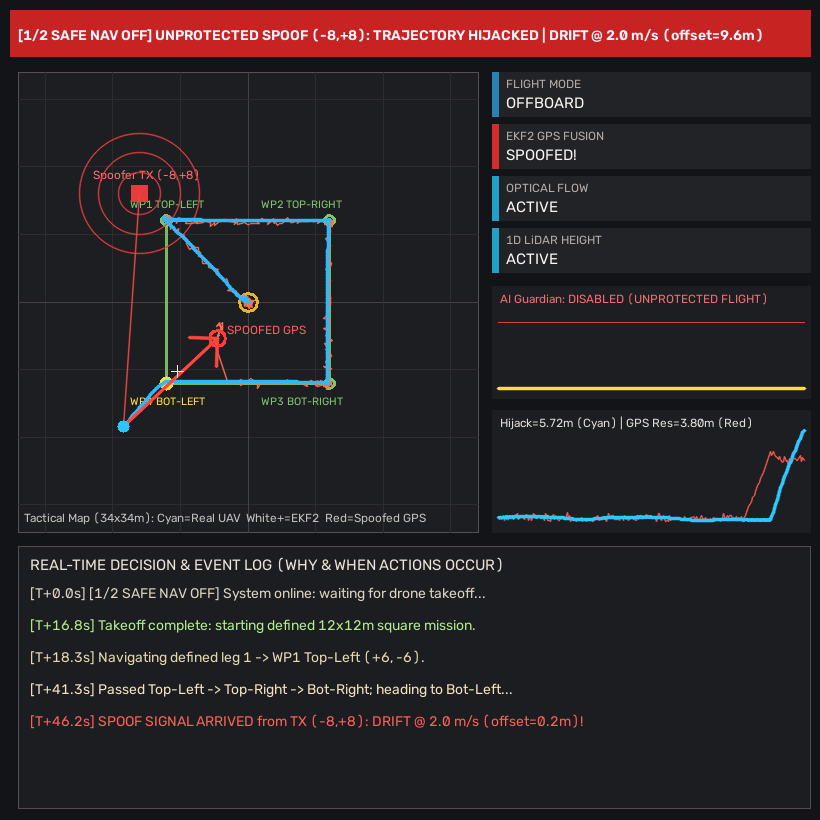 [1/2 SAFE NAV OFF] UNPROTECTED SPOOF (-8,+8): TRAJECTORY HIJACKED | DRIFT @ 2.0 m/s (offset=9.6m)
FLIGHT MODE
OFFBOARD
EKF2 GPS FUSION
SPOOFED!
OPTICAL FLOW
ACTIVE
1D LiDAR HEIGHT
ACTIVE
Spoofer TX (-8,+8)
WP1 TOP-LEFT
WP2 TOP-RIGHT
SPOOFED GPS
WP4 BOT-LEFT
WP3 BOT-RIGHT
Tactical Map (34x34m): Cyan=Real UAV White+=EKF2 Red=Spoofed GPS
AI Guardian: DISABLED (UNPROTECTED FLIGHT)
Hijack=5.72m (Cyan) | GPS Res=3.80m (Red)
REAL-TIME DECISION & EVENT LOG (WHY & WHEN ACTIONS OCCUR)
[T+0.0s] [1/2 SAFE NAV OFF] System online: waiting for drone takeoff...
[T+16.8s] Takeoff complete: starting defined 12x12m square mission.
[T+18.3s] Navigating defined leg 1 -> WP1 Top-Left (+6, -6).
[T+41.3s] Passed Top-Left -> Top-Right -> Bot-Right; heading to Bot-Left...
[T+46.2s] SPOOF SIGNAL ARRIVED from TX (-8,+8): DRIFT @ 2.0 m/s (offset=0.2m)!